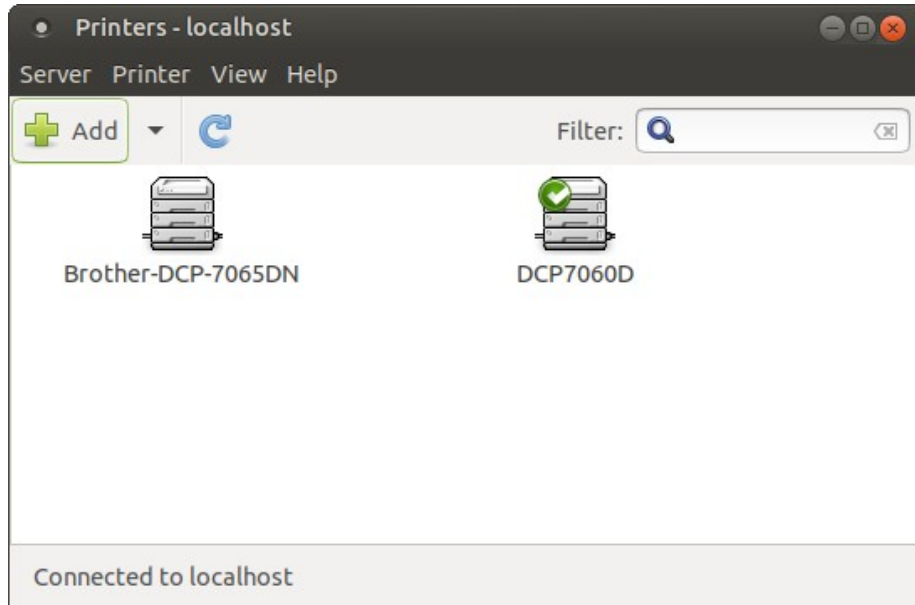 Printers - localhost
Server Printer View Help
Add Filter:
Brother-DCP-7065DN DCP7060D
Connected to localhost